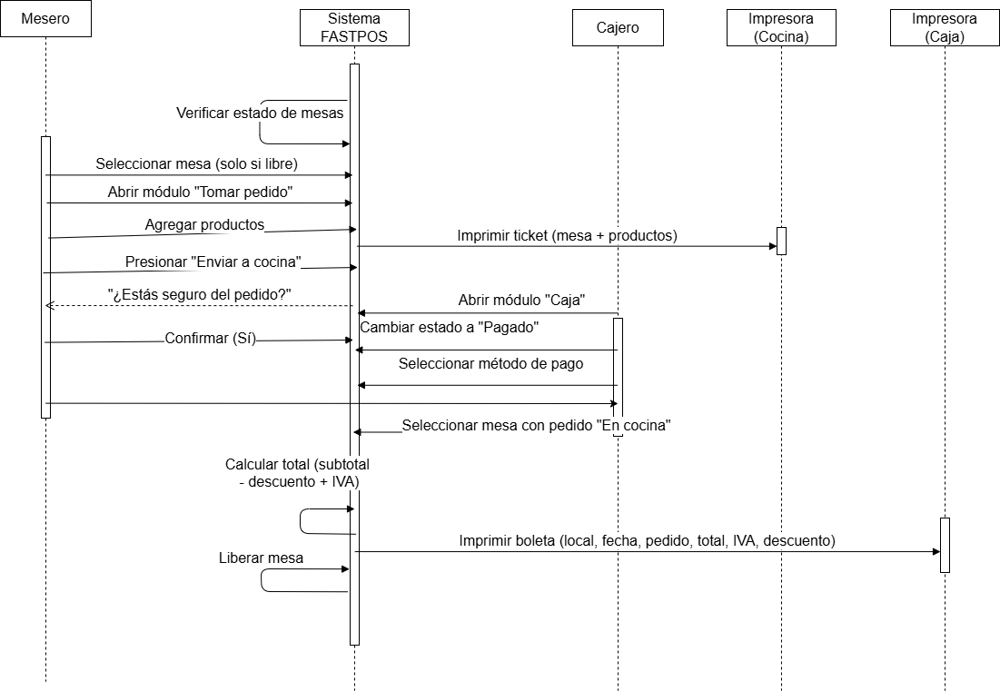 Mesero
Sistema
FASTPOS
Cajero
Impresora
(Cocina)
Impresora
(Caja)
Verificar estado de mesas
Seleccionar mesa (solo si libre)
Abrir módulo "Tomar pedido"
Agregar productos
Imprimir ticket (mesa + productos)
Presionar "Enviar a cocina"
"¿Estás seguro del pedido?"
Abrir módulo "Caja"
Cambiar estado a "Pagado"
Confirmar (Sí)
Seleccionar método de pago
Seleccionar mesa con pedido "En cocina"
Calcular total (subtotal
- descuento + IVA)
Imprimir boleta (local, fecha, pedido, total, IVA, descuento)
Liberar mesa